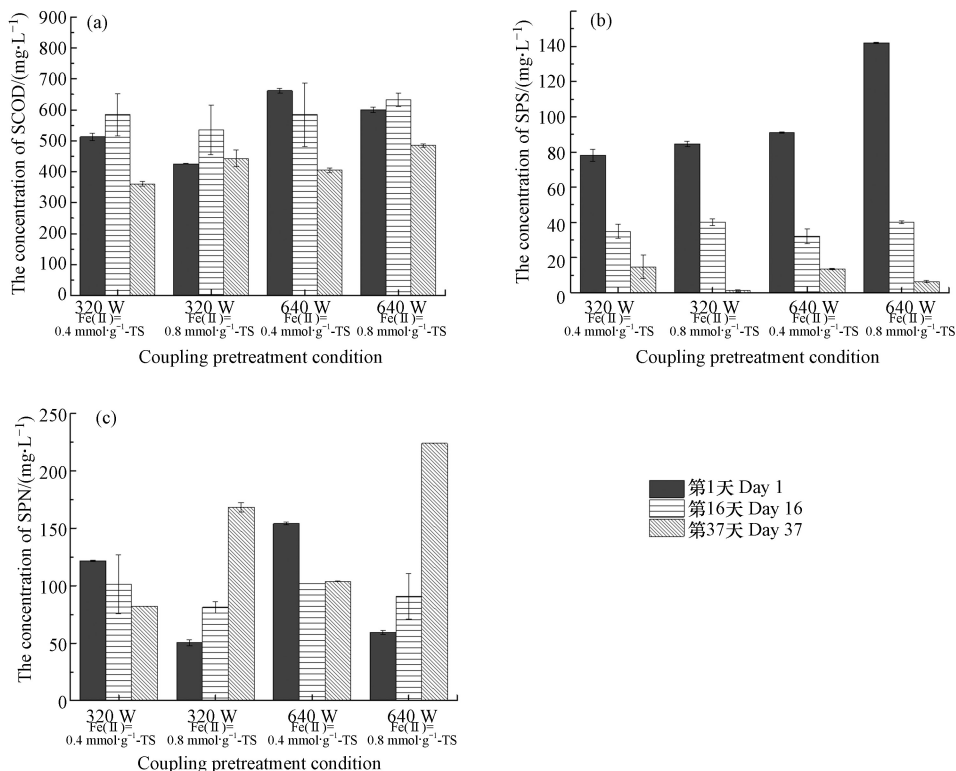 (a)
The concentration of SCOD/(mg·L⁻¹)
900
800
700
600
500
400
300
200
100
0
320 W
Fe(Ⅱ)=
0.4 mmol·g⁻¹-TS
320 W
Fe(Ⅱ)=
0.8 mmol·g⁻¹-TS
640 W
Fe(Ⅱ)=
0.4 mmol·g⁻¹-TS
640 W
Fe(Ⅱ)=
0.8 mmol·g⁻¹-TS
Coupling pretreatment condition
(b)
The concentration of SPS/(mg·L⁻¹)
140
120
100
80
60
40
20
0
320 W
Fe(Ⅱ)=
0.4 mmol·g⁻¹-TS
320 W
Fe(Ⅱ)=
0.8 mmol·g⁻¹-TS
640 W
Fe(Ⅱ)=
0.4 mmol·g⁻¹-TS
640 W
Fe(Ⅱ)=
0.8 mmol·g⁻¹-TS
Coupling pretreatment condition
(c)
The concentration of SPN/(mg·L⁻¹)
250
200
150
100
50
0
320 W
Fe(Ⅱ)=
0.4 mmol·g⁻¹-TS
320 W
Fe(Ⅱ)=
0.8 mmol·g⁻¹-TS
640 W
Fe(Ⅱ)=
0.4 mmol·g⁻¹-TS
640 W
Fe(Ⅱ)=
0.8 mmol·g⁻¹-TS
Coupling pretreatment condition
第1天 Day 1
第16天 Day 16
第37天 Day 37